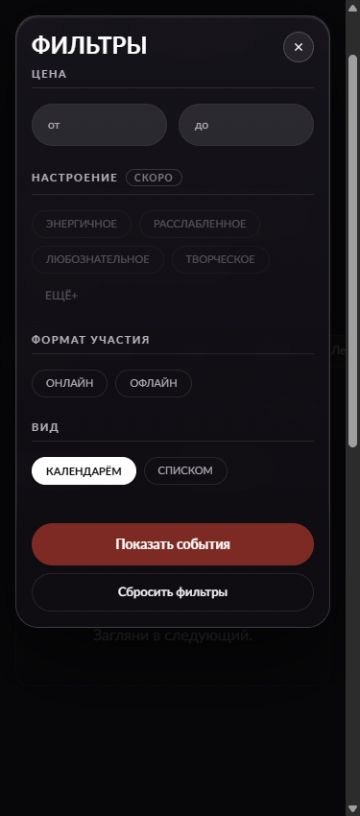 ФИЛЬТРЫ
ЦЕНА
от до
НАСТРОЕНИЕ СКОРО
ЭНЕРГИЧНОЕ РАССЛАБЛЕННОЕ
ЛЮБОЗНАТЕЛЬНОЕ ТВОРЧЕСКОЕ
ЕЩЁ+
ФОРМАТ УЧАСТИЯ
ОНЛАЙН ОФЛАЙН
ВИД
КАЛЕНДАРЁМ СПИСКОМ
Показать события
Сбросить фильтры
Загляни в следующий.